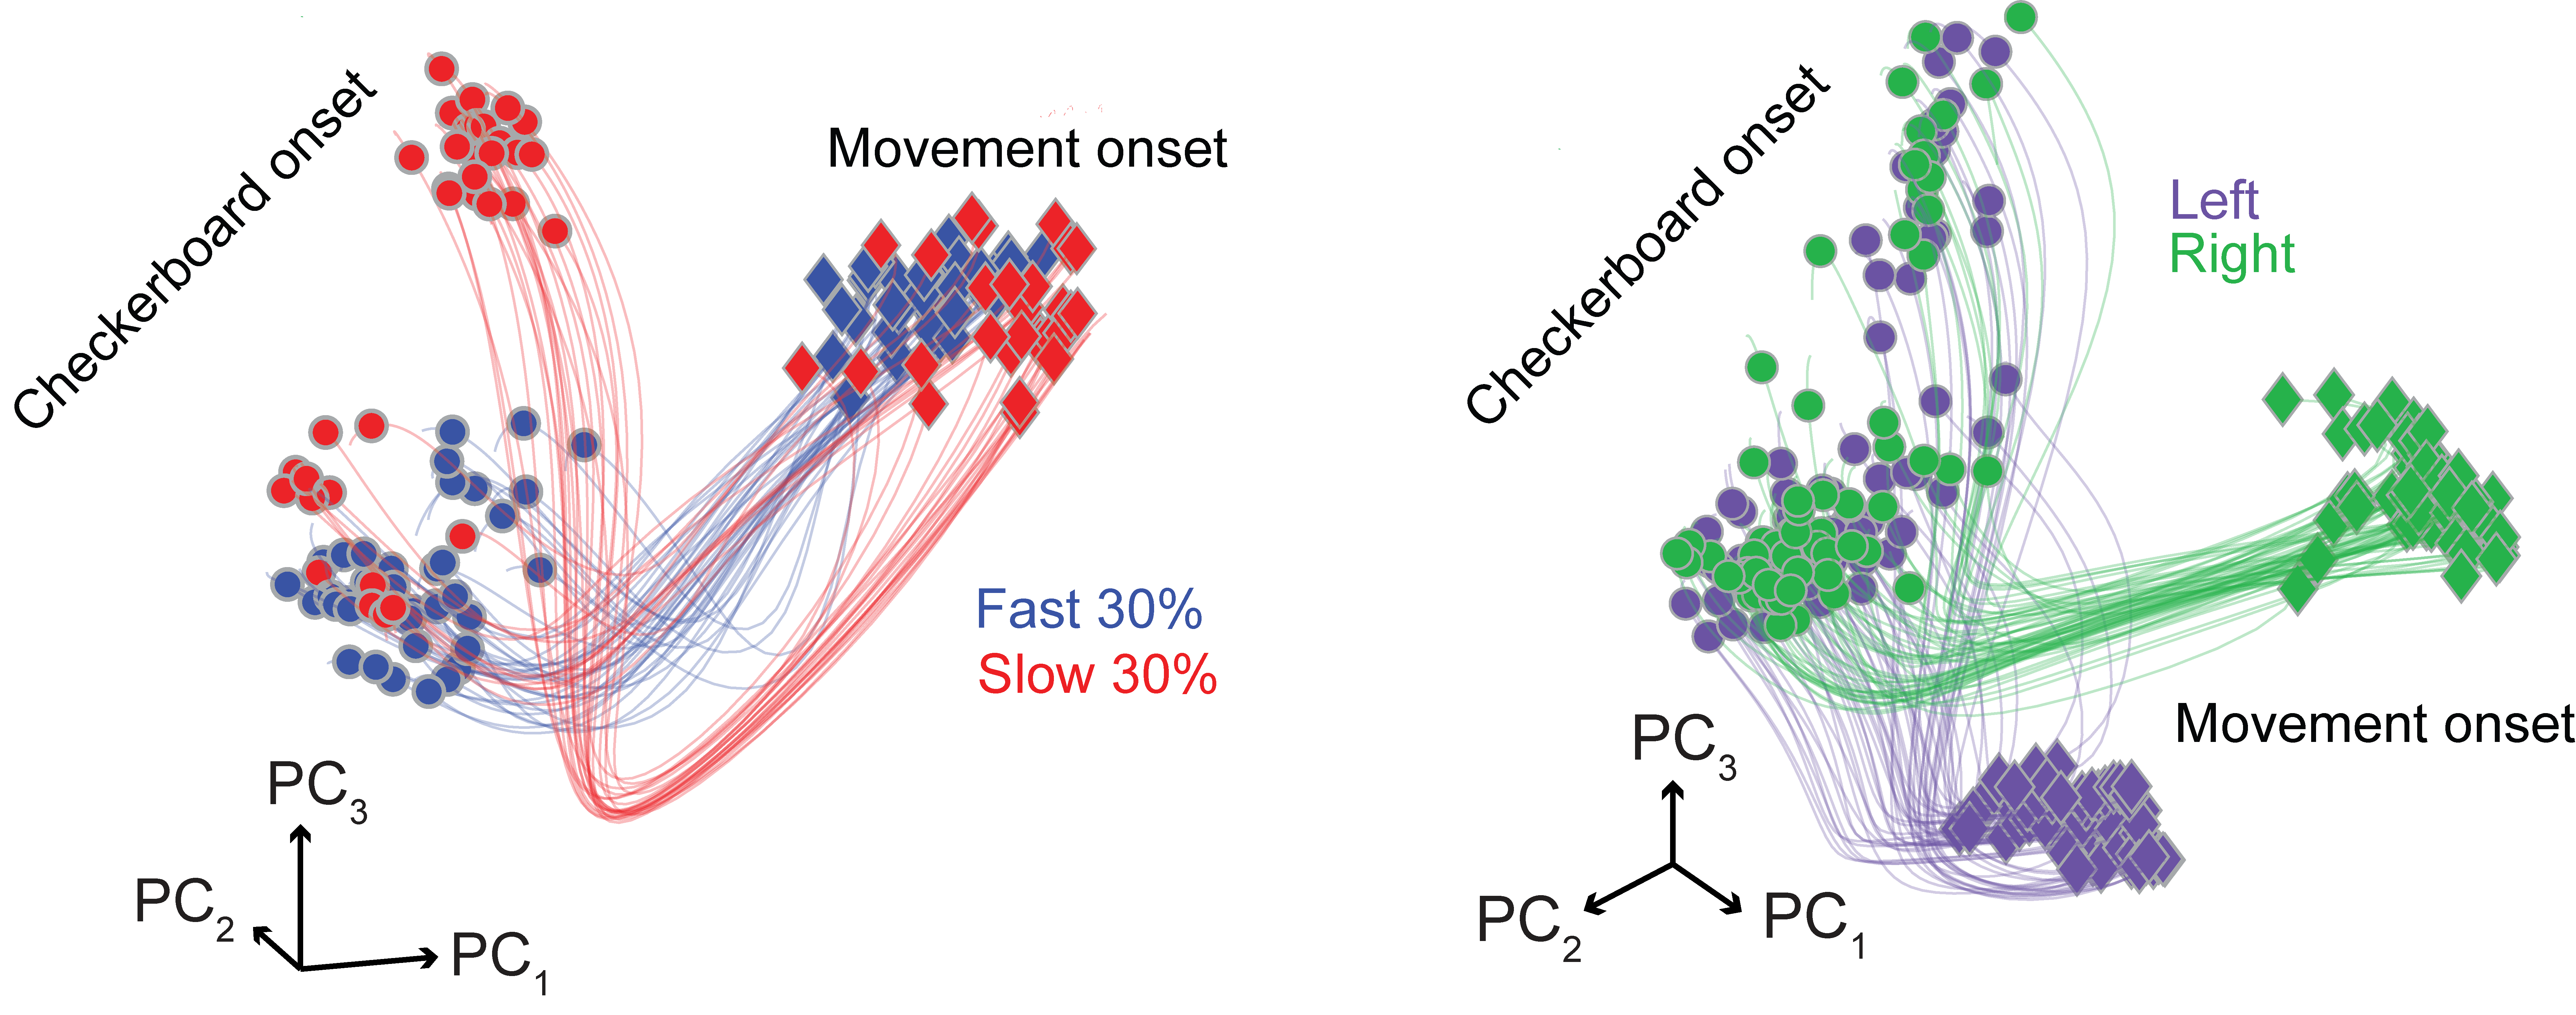 Checkerboard onset
Movement onset
Fast 30%
Slow 30%
PC3
PC2
PC1
Checkerboard onset
Left
Right
Movement onset
PC3
PC2
PC1